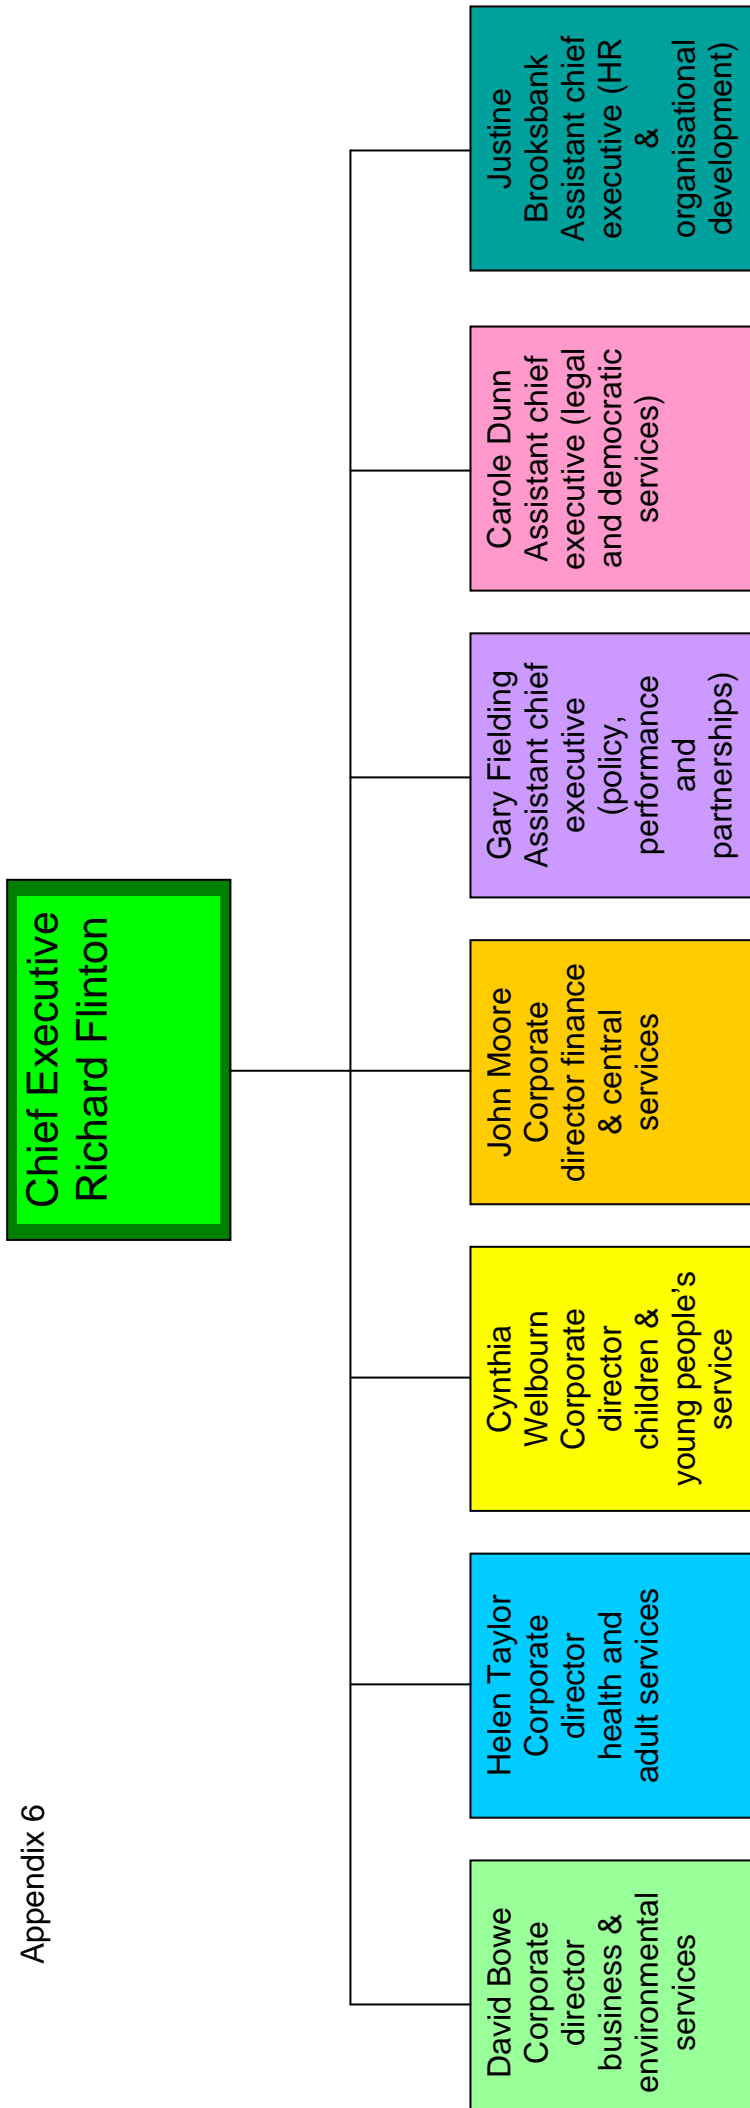 Appendix 6
Chief Executive
Richard Flinton
David Bowe
Corporate
director
business &
environmental
services
Helen Taylor
Corporate
director
health and
adult services
Cynthia
Welbourn
Corporate
director
children &
young people's
service
John Moore
Corporate
director finance
& central
services
Gary Fielding
Assistant chief
executive
(policy,
performance
and
partnerships)
Carole Dunn
Assistant chief
executive (legal
and democratic
services)
Justine
Brooksbank
Assistant chief
executive (HR
&
organisational
development)